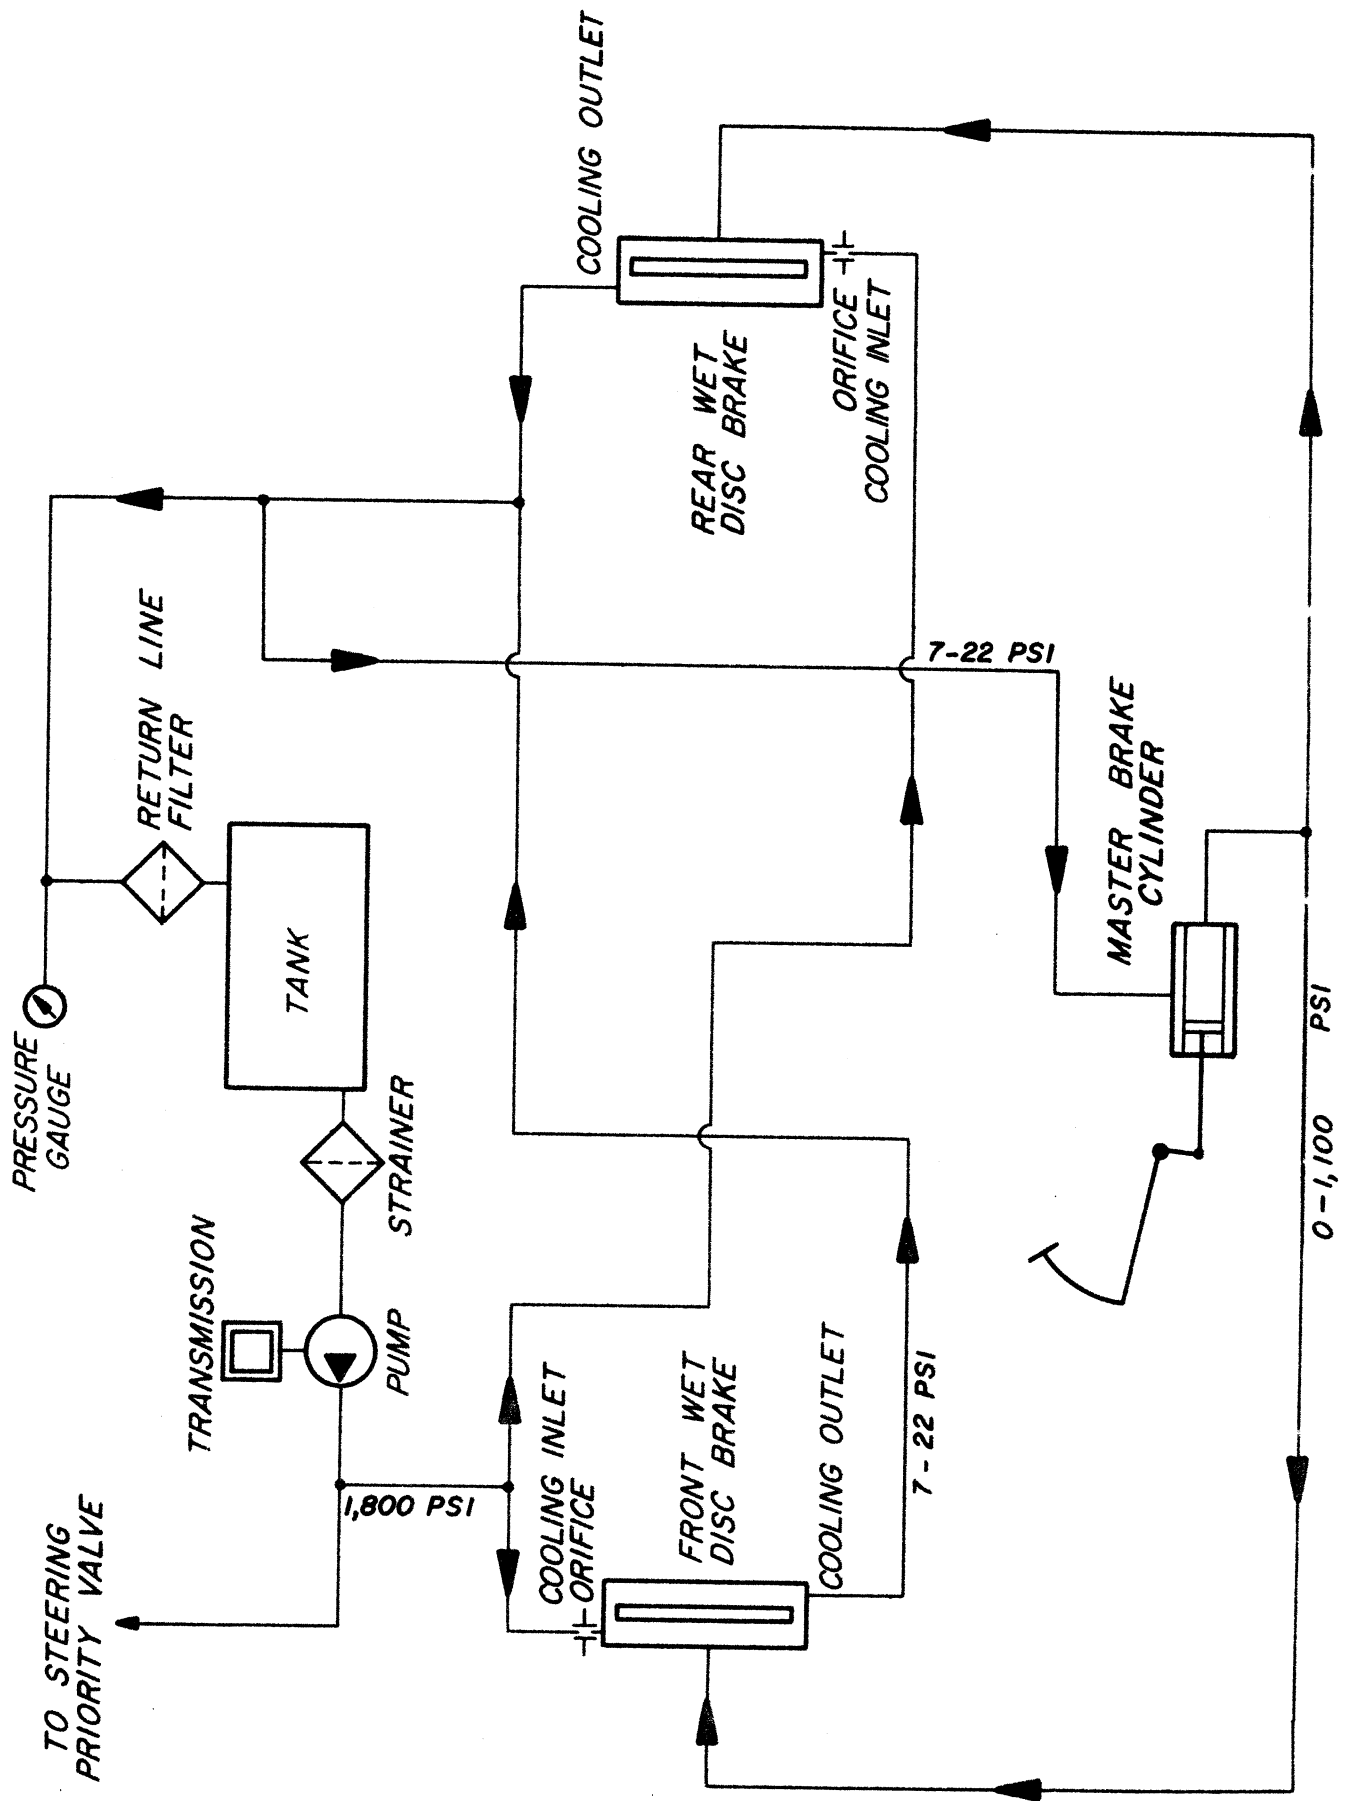 TO STEERING
PRIORITY VALVE
TRANSMISSION
PUMP
1,800 PSI
STRAINER
PRESSURE
GAUGE
TANK
RETURN LINE
FILTER
COOLING INLET
ORIFICE
FRONT WET
DISC BRAKE
COOLING OUTLET
7-22 PSI
COOLING OUTLET
REAR WET
DISC BRAKE
ORIFICE
COOLING INLET
7-22 PSI
MASTER BRAKE
CYLINDER
0-1,100 PSI